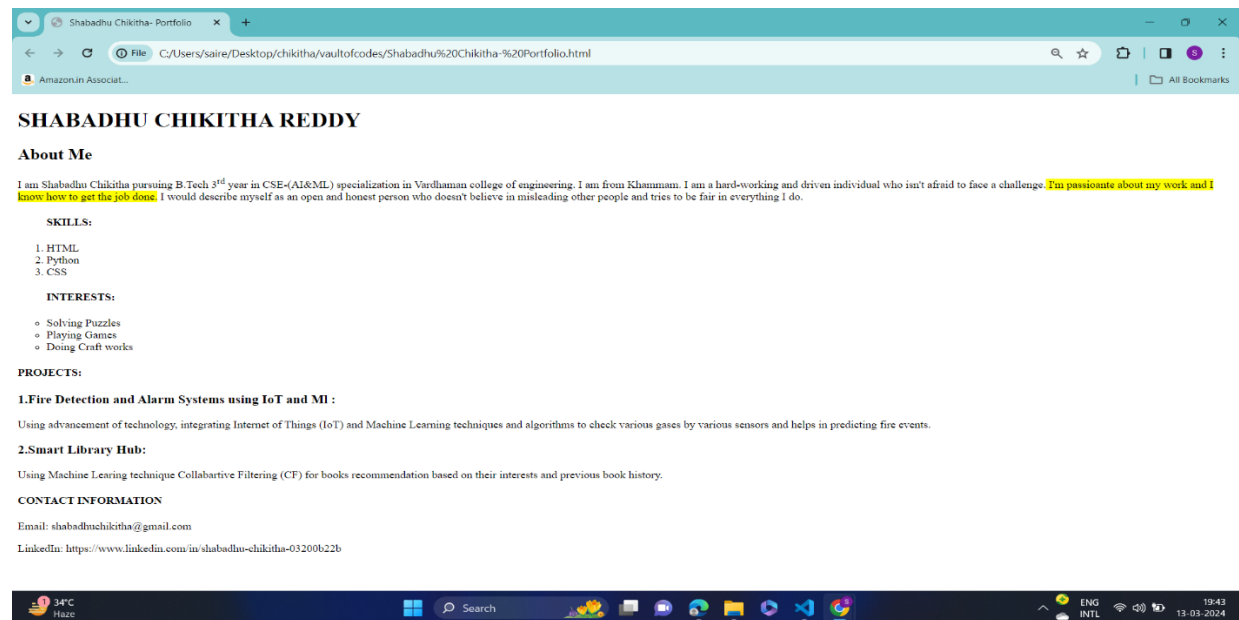 Shabadhu Chikitha- Portfolio
File C:/Users/saire/Desktop/chikitha/vaultofcodes/Shabadhu%20Chikitha-%20Portfolio.html
S
a Amazon.in Associat...
All Bookmarks
SHABADHU CHIKITHA REDDY
About Me
I am Shabadhu Chikitha pursuing B.Tech 3rd year in CSE-(AI&ML) specialization in Vardhaman college of engineering. I am from Khammam. I am a hard-working and driven individual who isn't afraid to face a challenge. I'm passioante about my work and I
know how to get the job done. I would describe myself as an open and honest person who doesn't believe in misleading other people and tries to be fair in everything I do.
SKILLS:
1. HTML
2. Python
3. CSS
INTERESTS:
Solving Puzzles
Playing Games
Doing Craft works
PROJECTS:
1.Fire Detection and Alarm Systems using IoT and Ml :
Using advancement of technology, integrating Internet of Things (IoT) and Machine Learning techniques and algorithms to check various gases by various sensors and helps in predicting fire events.
2.Smart Library Hub:
Using Machine Learing technique Collabartive Filtering (CF) for books recommendation based on their interests and previous book history.
CONTACT INFORMATION
Email: shabadhuchikitha@gmail.com
LinkedIn: https://www.linkedin.com/in/shabadhu-chikitha-03200b22b
1
34°C
Haze
Search
S
ENG
INTL
19:43
13-03-2024